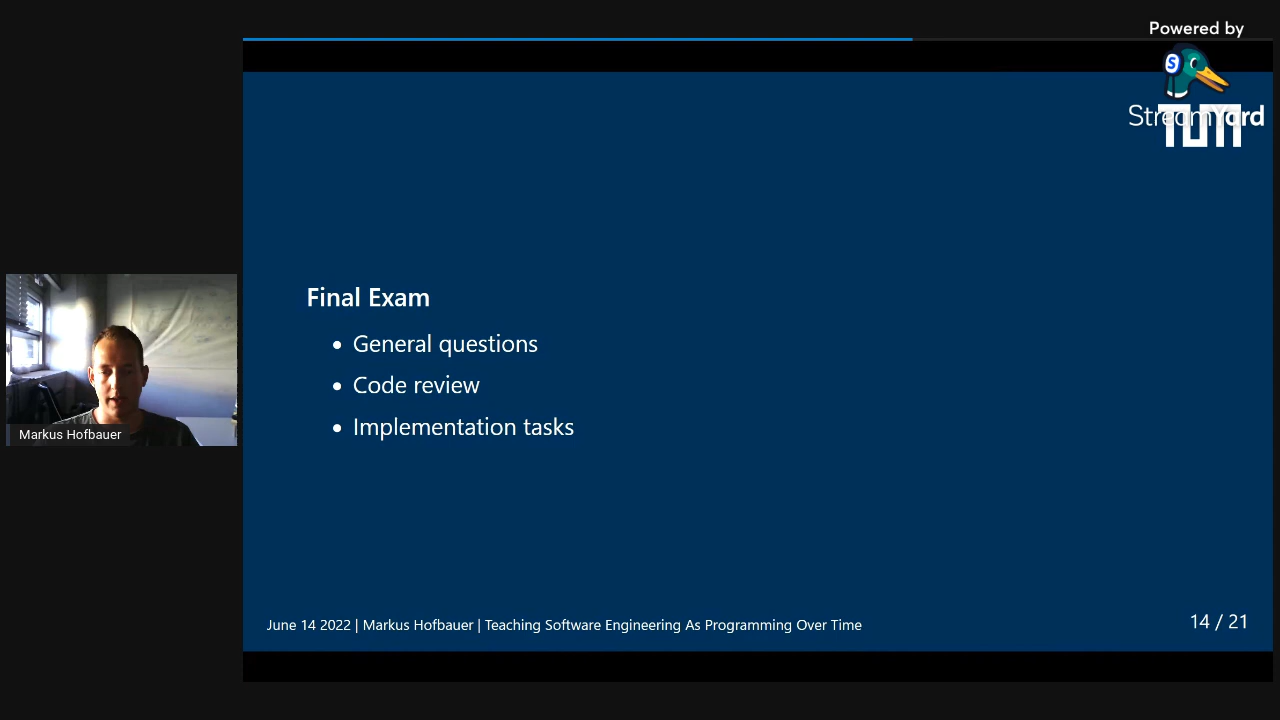 Powered by
S
StreamYard
TUM
Final Exam
• General questions
• Code review
• Implementation tasks
Markus Hofbauer
June 14 2022 | Markus Hofbauer | Teaching Software Engineering As Programming Over Time
14 / 21